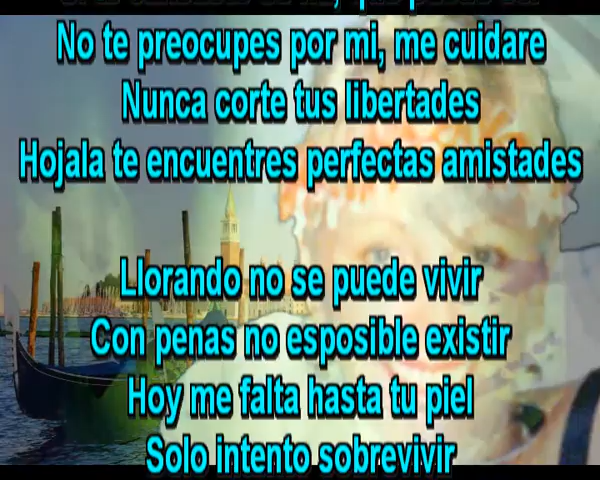 No te preocupes por mi, me cuidare
Nunca corte tus libertades
Hojala te encuentres perfectas amistades
Llorando no se puede vivir
Con penas no esposible existir
Hoy me falta hasta tu piel
Solo intento sobrevivir